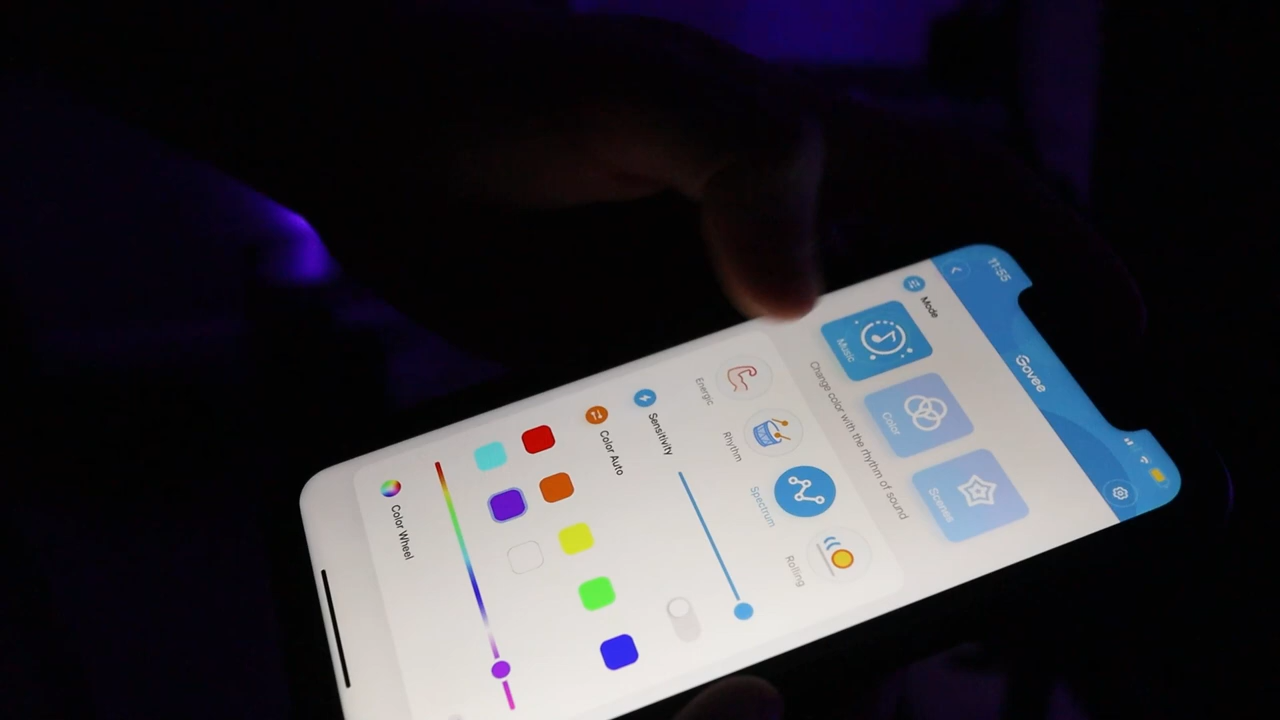 11:55
Govee
Mode
Music
Color
Scenes
Change color with the rhythm of sound
Energic
Rhythm
Spectrum
Rolling
Sensitivity
Color Auto
Color Wheel